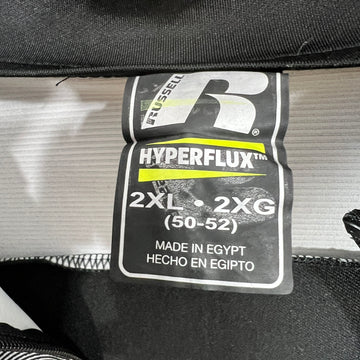 RUSSELL
R®
HYPERFLUX™
2XL • 2XG
(50-52)
MADE IN EGYPT
HECHO EN EGIPTO